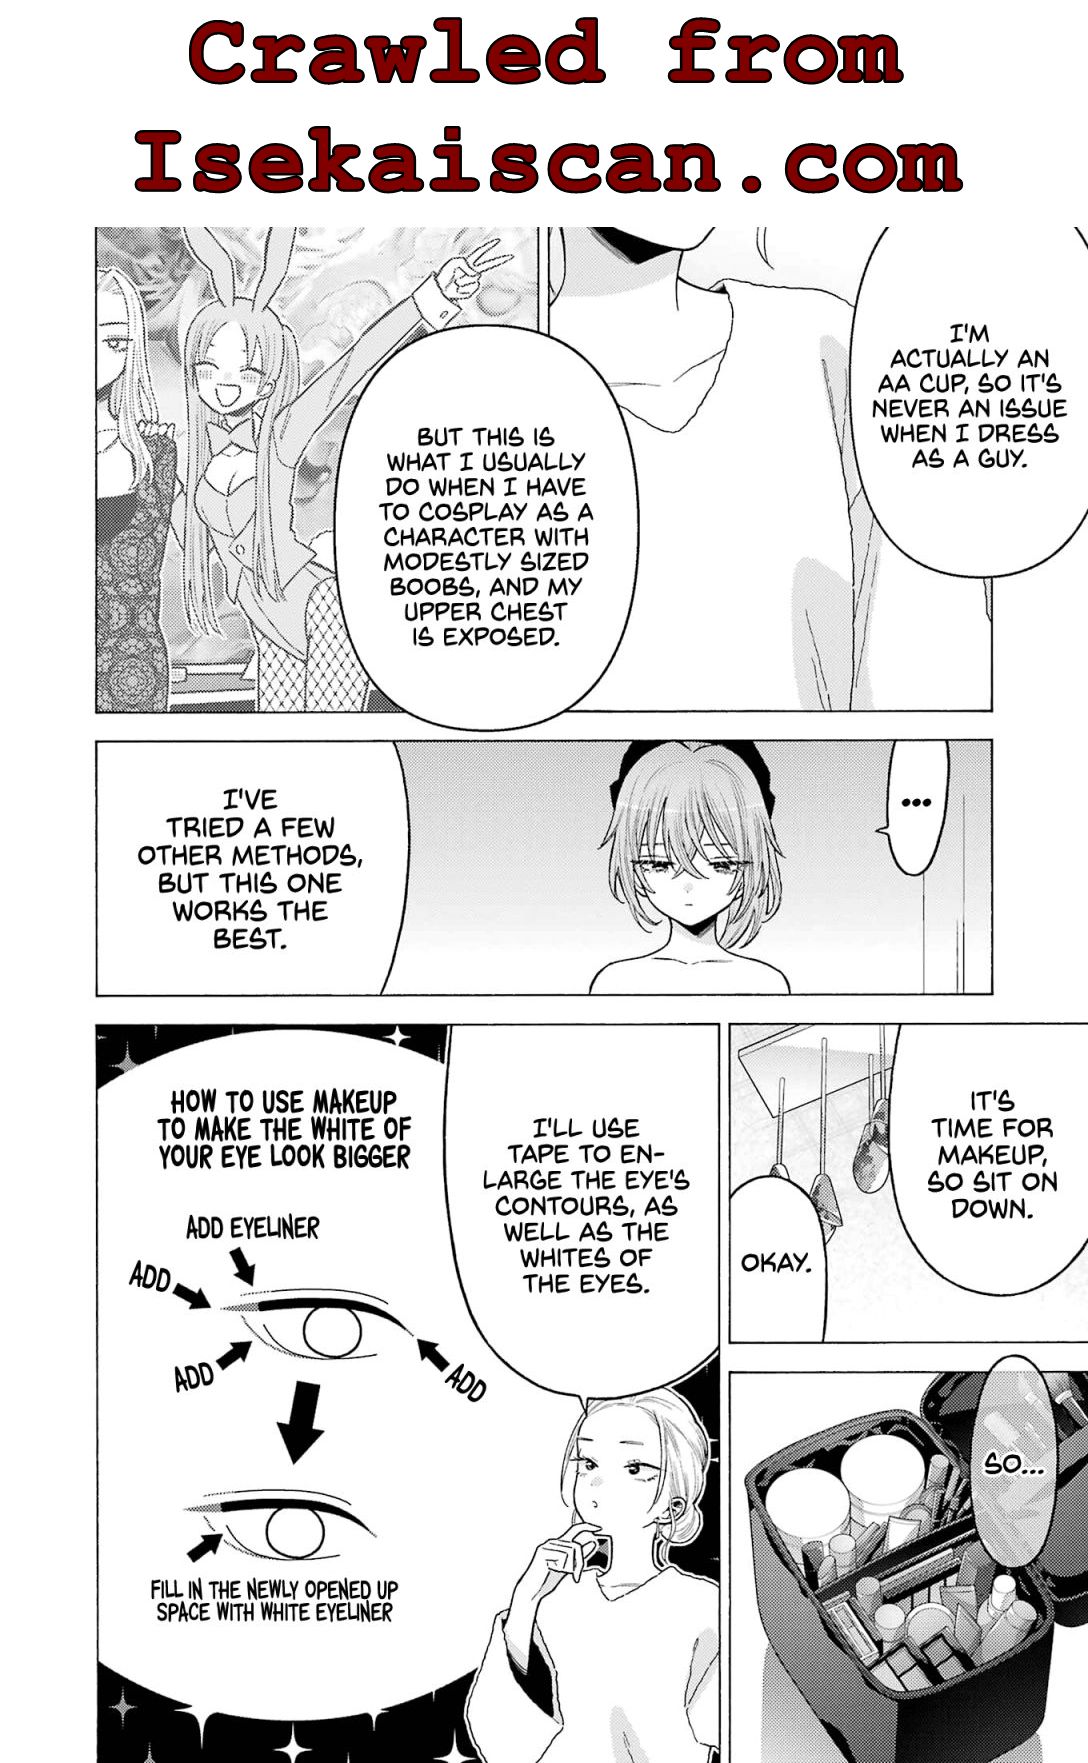 Crawled from
Isekaiscan.com
I'M
ACTUALLY AN
AA CUP, SO IT'S
NEVER AN ISSUE
WHEN I DRESS
AS A GUY.
BUT THIS IS
WHAT I USUALLY
DO WHEN I HAVE
TO COSPLAY AS A
CHARACTER WITH
MODESTLY SIZED
BOOBS, AND MY
UPPER CHEST
IS EXPOSED.
...
I'VE
TRIED A FEW
OTHER METHODS,
BUT THIS ONE
WORKS THE
BEST.
IT'S
TIME FOR
MAKEUP,
SO SIT ON
DOWN.
OKAY.
SO...
I'LL USE
TAPE TO EN-
LARGE THE EYE'S
CONTOURS, AS
WELL AS THE
WHITES OF
THE EYES.
HOW TO USE MAKEUP
TO MAKE THE WHITE OF
YOUR EYE LOOK BIGGER
ADD EYELINER
ADD
ADD
ADD
FILL IN THE NEWLY OPENED UP
SPACE WITH WHITE EYELINER